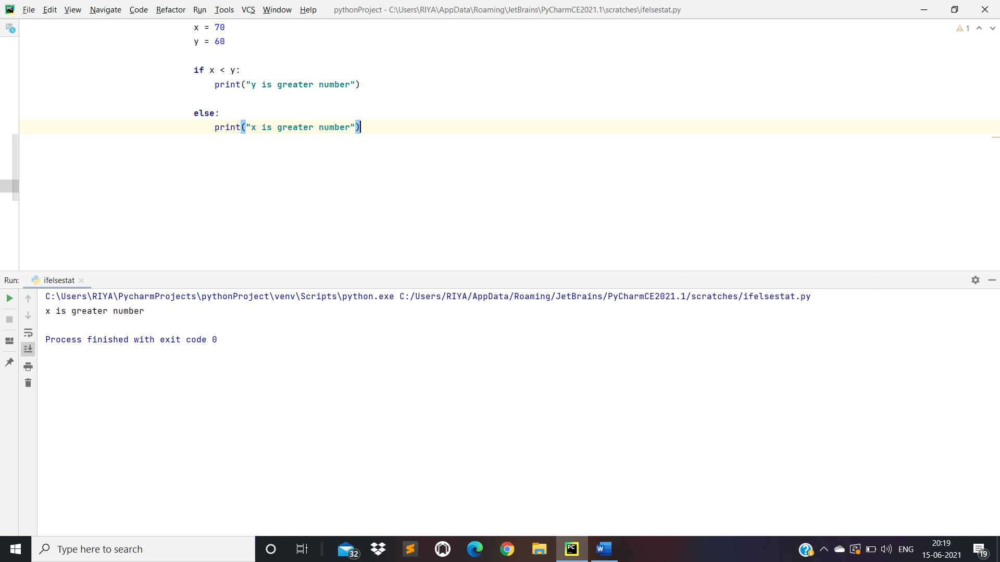 PC File Edit View Navigate Code Refactor Run Tools VCS Window Help pythonProject - C:\Users\RIYA\AppData\Roaming\JetBrains\PyCharmCE2021.1\scratches\ifelsestat.py
x = 70
1
y = 60
if x < y:
print("y is greater number")
else:
print("x is greater number")
Run: ifelsestat
C:\Users\RIYA\PycharmProjects\pythonProject\venv\Scripts\python.exe C:/Users/RIYA/AppData/Roaming/JetBrains/PyCharmCE2021.1/scratches/ifelsestat.py
x is greater number
Process finished with exit code 0
Type here to search 32 PC W ENG 20:19
15-06-2021 19